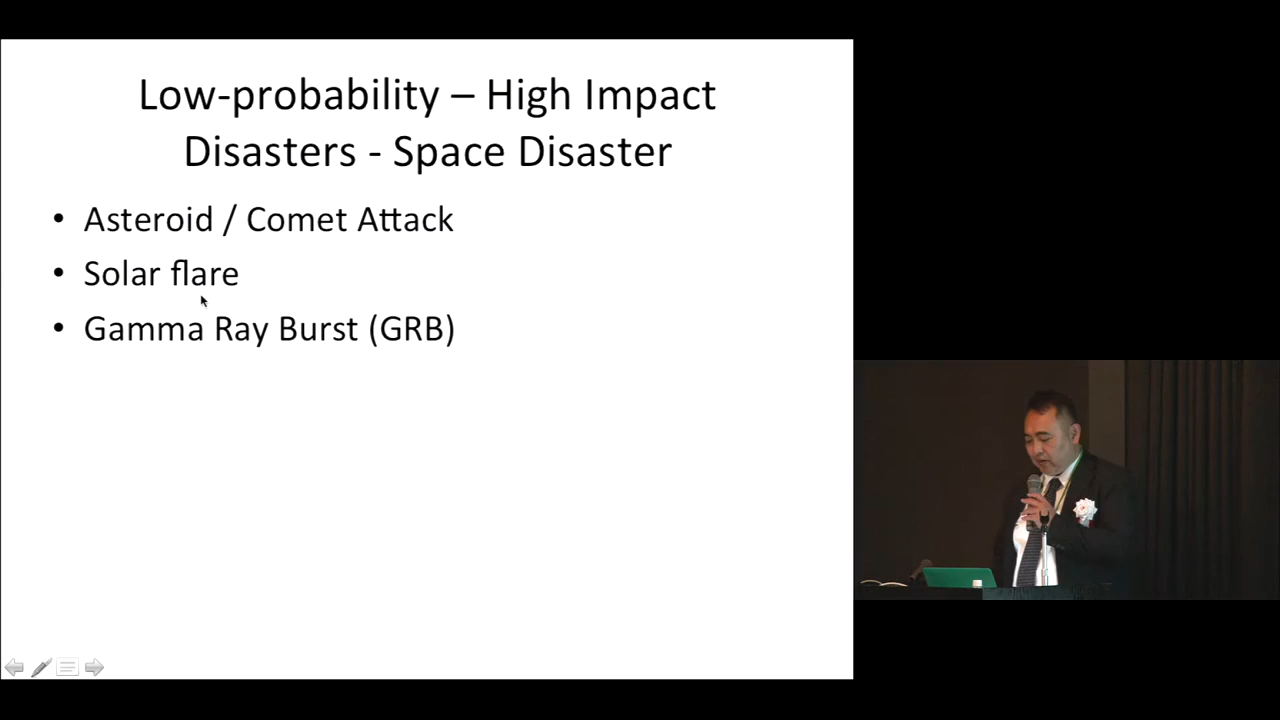 Low-probability – High Impact
Disasters - Space Disaster
• Asteroid / Comet Attack
• Solar flare
• Gamma Ray Burst (GRB)